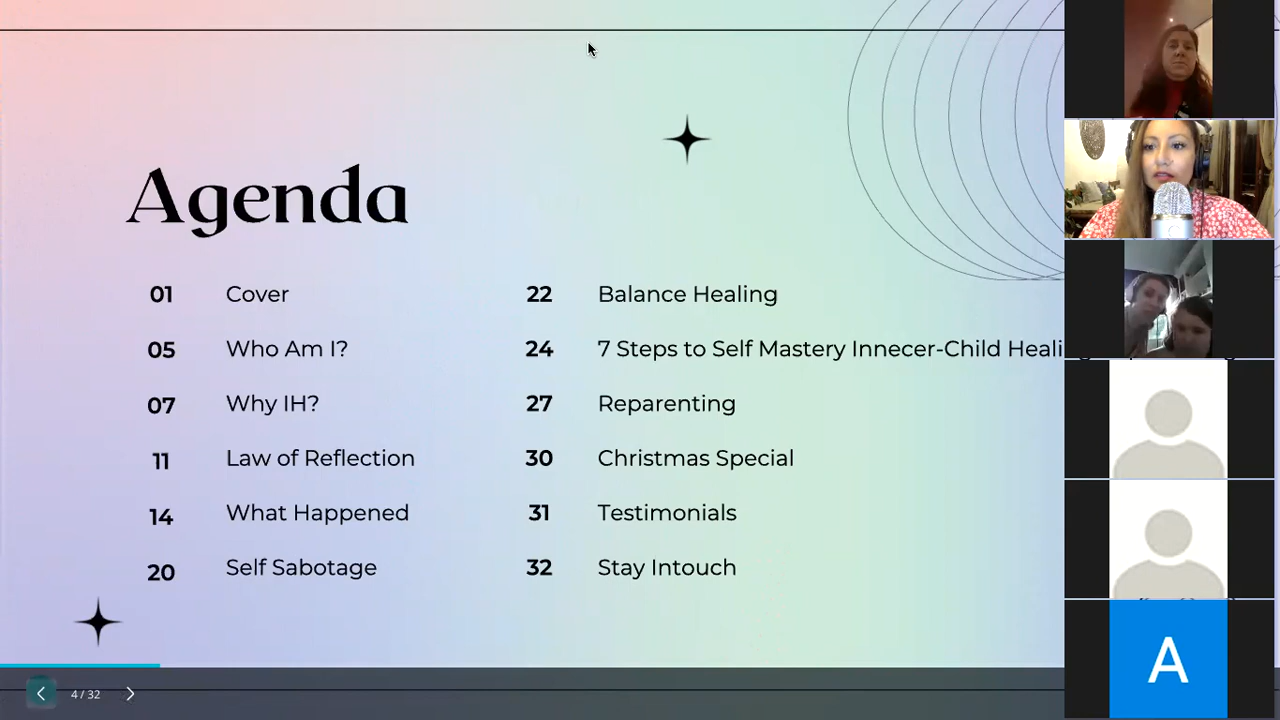 Agenda
01 Cover
05 Who Am I?
07 Why IH?
11 Law of Reflection
14 What Happened
20 Self Sabotage
22 Balance Healing
24 7 Steps to Self Mastery Innecer-Child Heali
27 Reparenting
30 Christmas Special
31 Testimonials
32 Stay Intouch
4 / 32
A